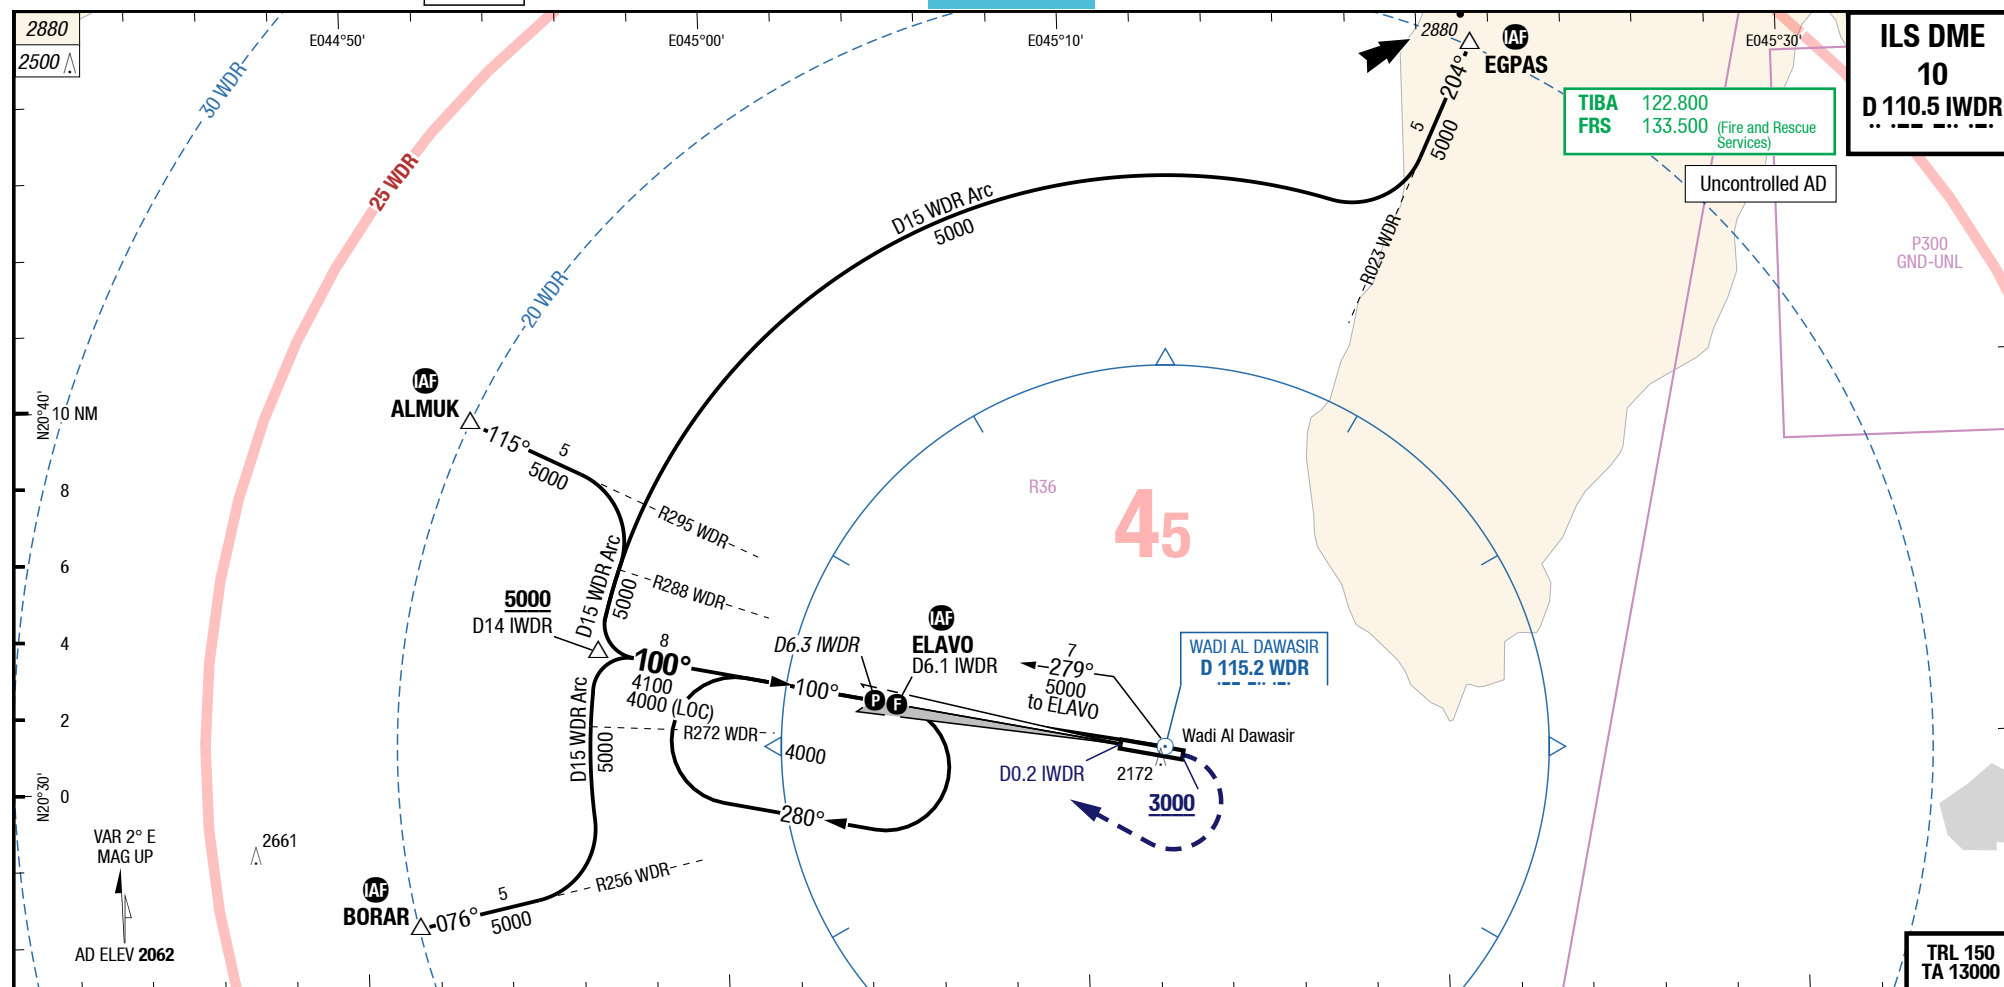 2880
2500
E044°50'
E045°00'
E045°10'
2880
IAF
EGPAS
E045°30'
ILS DME
10
D 110.5 IWDR
30 WDR
25 WDR
20 WDR
204°
5
5000
TIBA 122.800
FRS 133.500 (Fire and Rescue
Services)
Uncontrolled AD
D15 WDR Arc
5000
R023 WDR
P300
GND-UNL
IAF
ALMUK
115°
5
5000
N20°40'
10 NM
8
6
4
2
0
N20°30'
R295 WDR
R36
45
D15 WDR Arc
5000
R288 WDR
5000
D14 IWDR
8
100°
4100
4000 (LOC)
D6.3 IWDR
IAF
ELAVO
D6.1 IWDR
100°
P
F
7
279°
5000
to ELAVO
WADI AL DAWASIR
D 115.2 WDR
Wadi Al Dawasir
D15 WDR Arc
5000
R272 WDR
4000
D0.2 IWDR
2172
3000
280°
VAR 2° E
MAG UP
2661
AD ELEV 2062
IAF
BORAR
076°
5
5000
R256 WDR
TRL 150
TA 13000